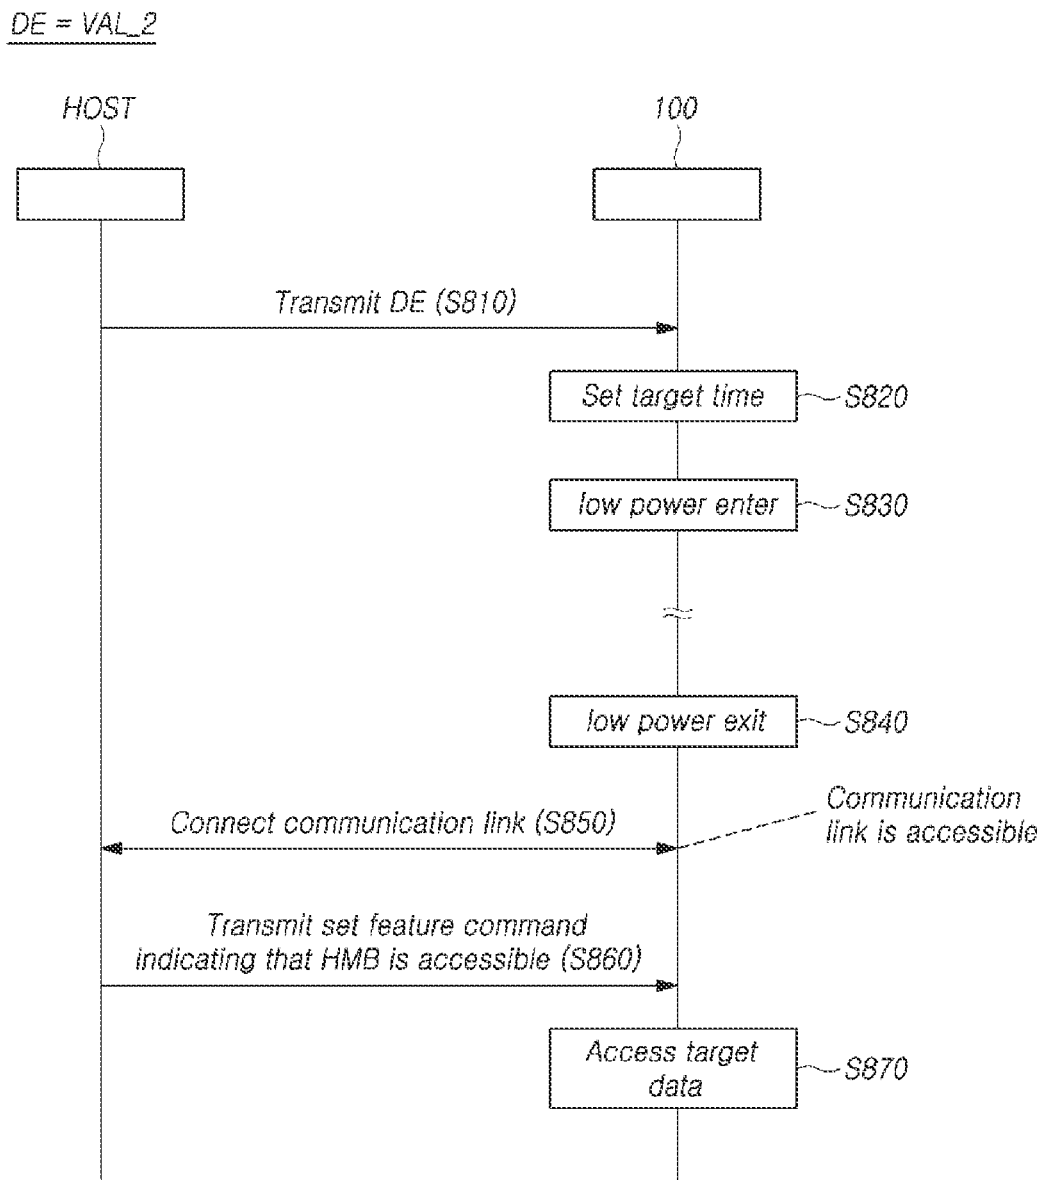 DE = VAL_2
HOST
100
Transmit DE (S810)
Set target time
S820
low power enter
S830
low power exit
S840
Connect communication link (S850)
Communication
link is accessible
Transmit set feature command
indicating that HMB is accessible (S860)
Access target
data
S870